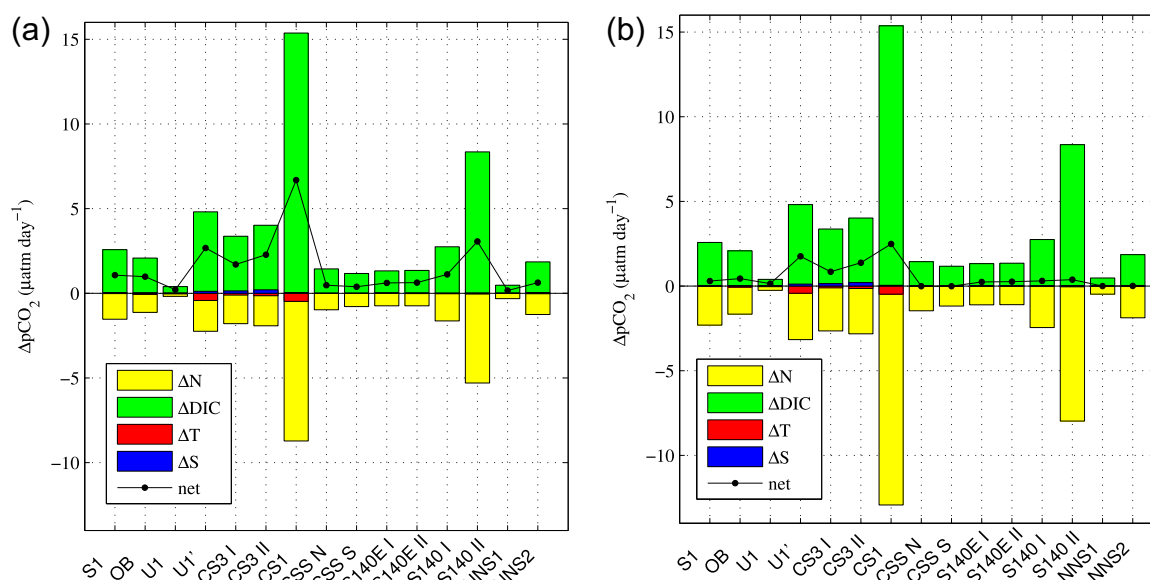 (a)
15
10
5
0
−5
−10
ΔpCO2 (µatm day−1)
ΔN
ΔDIC
ΔT
ΔS
net
S1
OB
U1
U1'
CS3 I
CS3 II
CS1
CSS N
CSS S
S140E I
S140E II
S140 I
S140 II
(b)
15
10
5
0
−5
−10
ΔpCO2 (µatm day−1)
ΔN
ΔDIC
ΔT
ΔS
net
S1
OB
U1
U1'
CS3 I
CS3 II
CS1
CSS N
CSS S
S140E I
S140E II
S140 I
S140 II
NNS1
NNS2